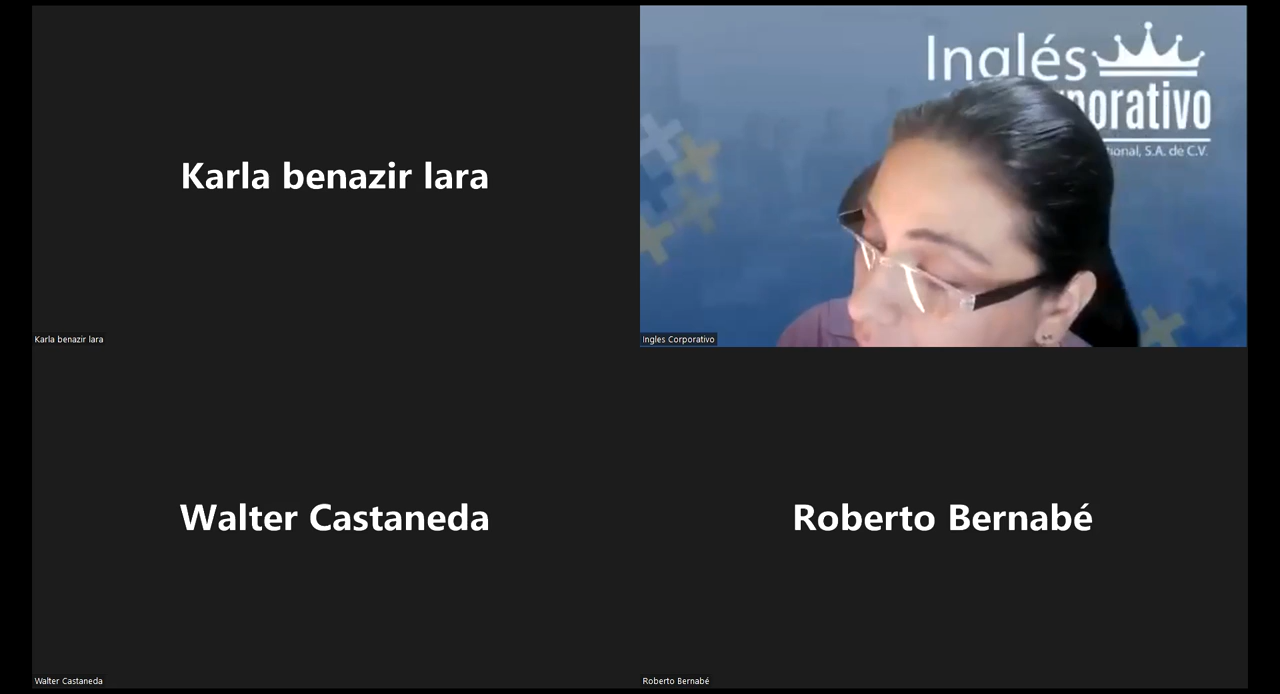 Karla benazir lara
Karla benazir lara
Inglés
porativo
ional, S.A. de C.V.
Ingles Corporativo
Walter Castaneda
Walter Castaneda
Roberto Bernabé
Roberto Bernabé